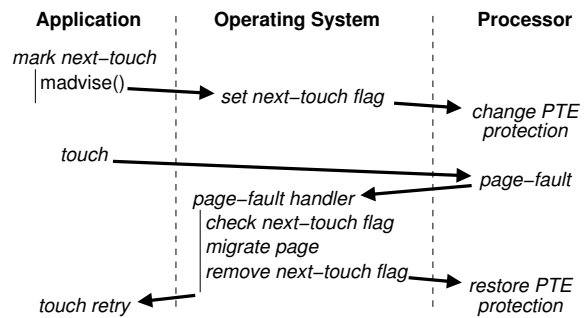 Application Operating System Processor
mark next−touch
madvise()
set next−touch flag
change PTE
protection
touch
page−fault
page−fault handler
check next−touch flag
migrate page
remove next−touch flag
restore PTE
protection
touch retry